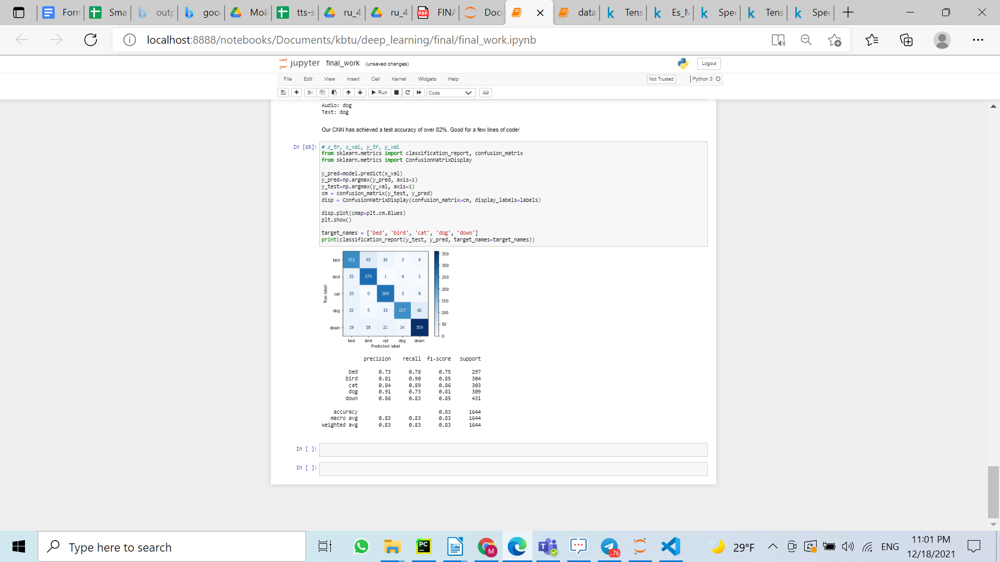 Forn
Sma
outp
goog
Мой
tts-s
ru_4
ru_4
FINA
Docu
data
Tens
Es_M
Spee
Tens
Spee
localhost:8888/notebooks/Documents/kbtu/deep_learning/final/final_work.ipynb
jupyter final_work (unsaved changes)
Logout
File Edit View Insert Cell Kernel Widgets Help
Not Trusted
Python 3
Run
Code
Audio: dog
Text: dog
Our CNN has achieved a test accuracy of over 82%. Good for a few lines of code!
In [65]:
# x_tr, x_val, y_tr, y_val
from sklearn.metrics import classification_report, confusion_matrix
from sklearn.metrics import ConfusionMatrixDisplay
y_pred=model.predict(x_val)
y_pred=np.argmax(y_pred, axis=1)
y_test=np.argmax(y_val, axis=1)
cm = confusion_matrix(y_test, y_pred)
disp = ConfusionMatrixDisplay(confusion_matrix=cm, display_labels=labels)
disp.plot(cmap=plt.cm.Blues)
plt.show()
target_names = ['bed', 'bird', 'cat', 'dog', 'down']
print(classification_report(y_test, y_pred, target_names=target_names))
bed 231 43 15 2 6
bird 22 275 1 4 2
cat 23 0 269 3 8
dog 22 5 13 227 42
down 19 18 21 14 359
bed bird cat dog down
Predicted label
True label
350
300
250
200
150
100
50
0
precision recall f1-score support
bed 0.73 0.78 0.75 297
bird 0.81 0.90 0.85 304
cat 0.84 0.89 0.86 303
dog 0.91 0.73 0.81 309
down 0.86 0.83 0.85 431
accuracy 0.83 1644
macro avg 0.83 0.83 0.83 1644
weighted avg 0.83 0.83 0.83 1644
In [ ]:
In [ ]:
Type here to search
PC
M
..76
29°F
ENG
11:01 PM
12/18/2021